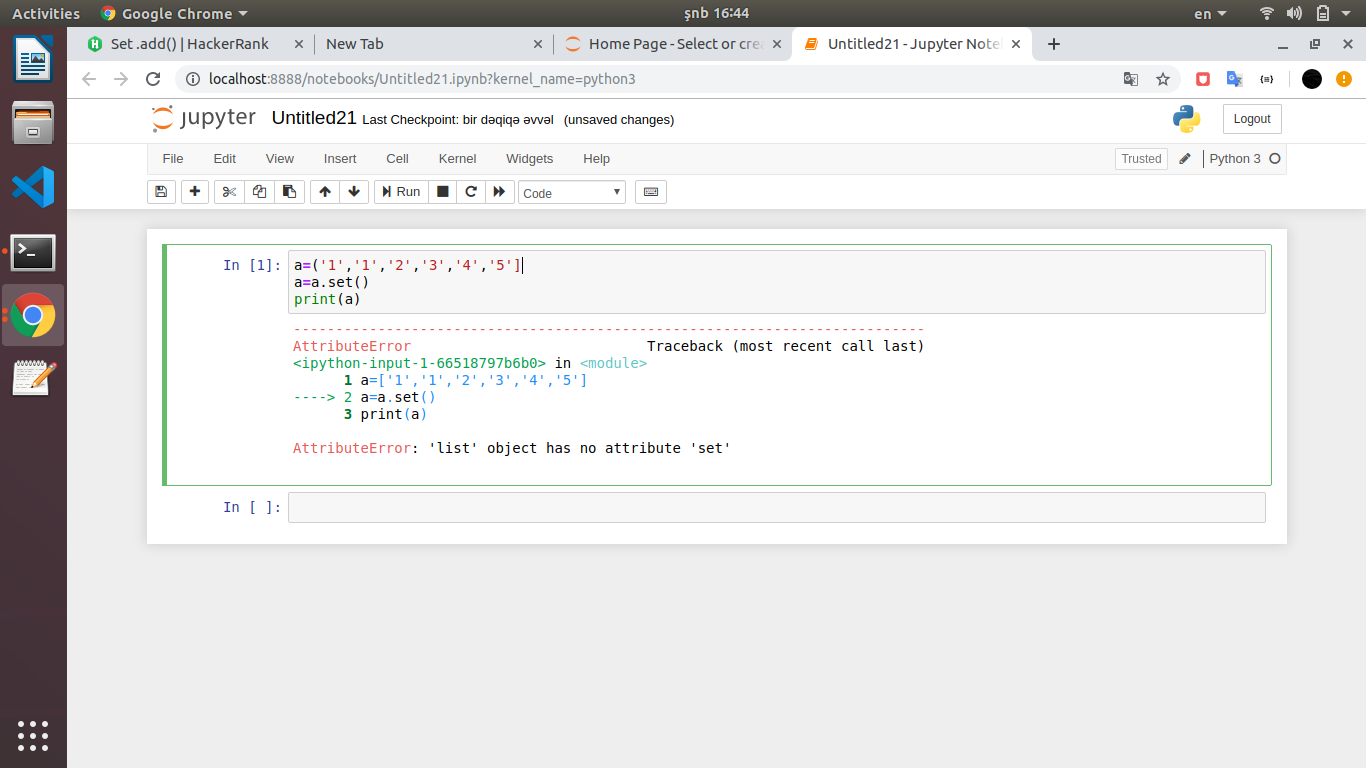 Activities Google Chrome şnb 16:44 en
Set .add() | HackerRank New Tab Home Page - Select or crea Untitled21 - Jupyter Note
localhost:8888/notebooks/Untitled21.ipynb?kernel_name=python3
jupyter Untitled21 Last Checkpoint: bir dəqiqə əvvəl (unsaved changes) Logout
File Edit View Insert Cell Kernel Widgets Help Trusted Python 3
Run Code
In [1]: a=('1','1','2','3','4','5']
a=a.set()
print(a)
---------------------------------------------------------------------------
AttributeError Traceback (most recent call last)
<ipython-input-1-66518797b6b0> in <module>
1 a=['1','1','2','3','4','5']
----> 2 a=a.set()
3 print(a)
AttributeError: 'list' object has no attribute 'set'
In [ ]: